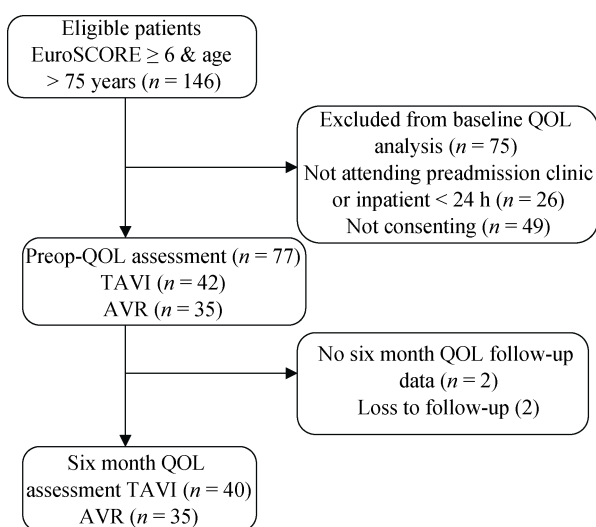 Eligible patients
EuroSCORE ≥ 6 & age
> 75 years (n = 146)
Excluded from baseline QOL
analysis (n = 75)
Not attending preadmission clinic
or inpatient < 24 h (n = 26)
Not consenting (n = 49)
Preop-QOL assessment (n = 77)
TAVI (n = 42)
AVR (n = 35)
No six month QOL follow-up
data (n = 2)
Loss to follow-up (2)
Six month QOL
assessment TAVI (n = 40)
AVR (n = 35)